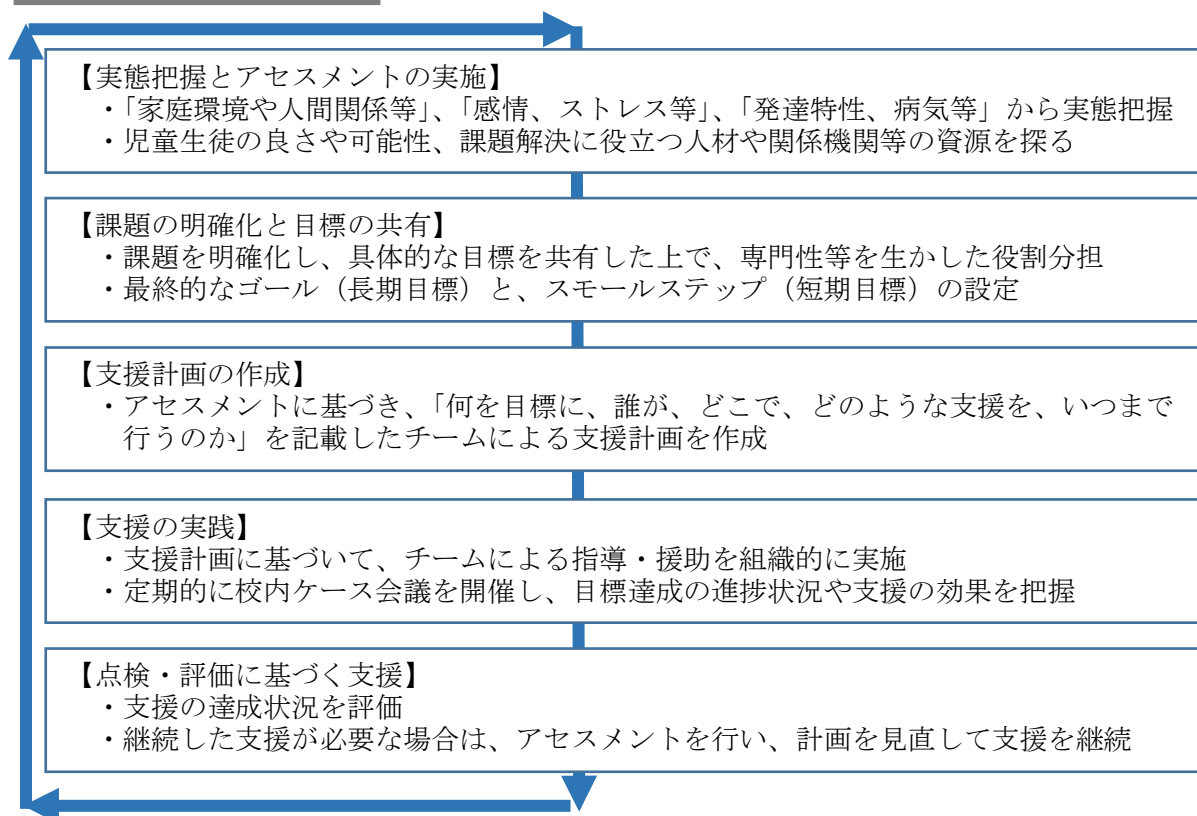 【実態把握とアセスメントの実施】
・「家庭環境や人間関係等」、「感情、ストレス等」、「発達特性、病気等」から実態把握
・児童生徒の良さや可能性、課題解決に役立つ人材や関係機関等の資源を探る
【課題の明確化と目標の共有】
・課題を明確化し、具体的な目標を共有した上で、専門性等を生かした役割分担
・最終的なゴール（長期目標）と、スモールステップ（短期目標）の設定
【支援計画の作成】
・アセスメントに基づき、「何を目標に、誰が、どこで、どのような支援を、いつまで
行うのか」を記載したチームによる支援計画を作成
【支援の実践】
・支援計画に基づいて、チームによる指導・援助を組織的に実施
・定期的に校内ケース会議を開催し、目標達成の進捗状況や支援の効果を把握
【点検・評価に基づく支援】
・支援の達成状況を評価
・継続した支援が必要な場合は、アセスメントを行い、計画を見直して支援を継続